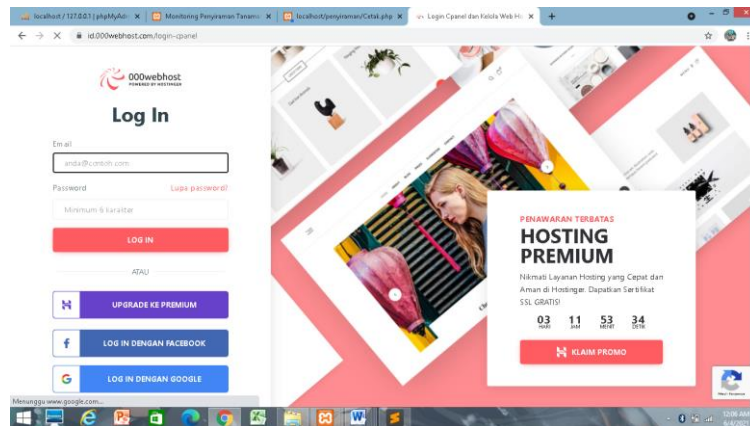 localhost / 127.0.0.1 | phpMyAdm
Monitoring Penyiraman Tanama
localhost/penyiraman/Cetak.php
Login Cpanel dan Kelola Web Ho
id.000webhost.com/login-cpanel
000webhost
POWERED BY HOSTINGER
Log In
Email
anda@contoh.com
Password
Lupa password?
Minimum 6 karakter
LOG IN
ATAU
UPGRADE KE PREMIUM
LOG IN DENGAN FACEBOOK
LOG IN DENGAN GOOGLE
PENAWARAN TERBATAS
HOSTING
PREMIUM
Nikmati Layanan Hosting yang Cepat dan
Aman di Hostinger. Dapatkan Sertifikat
SSL GRATIS!
03 11 53 34
HARI JAM MENIT DETIK
KLAIM PROMO
Menunggu www.google.com...
12:06 AM